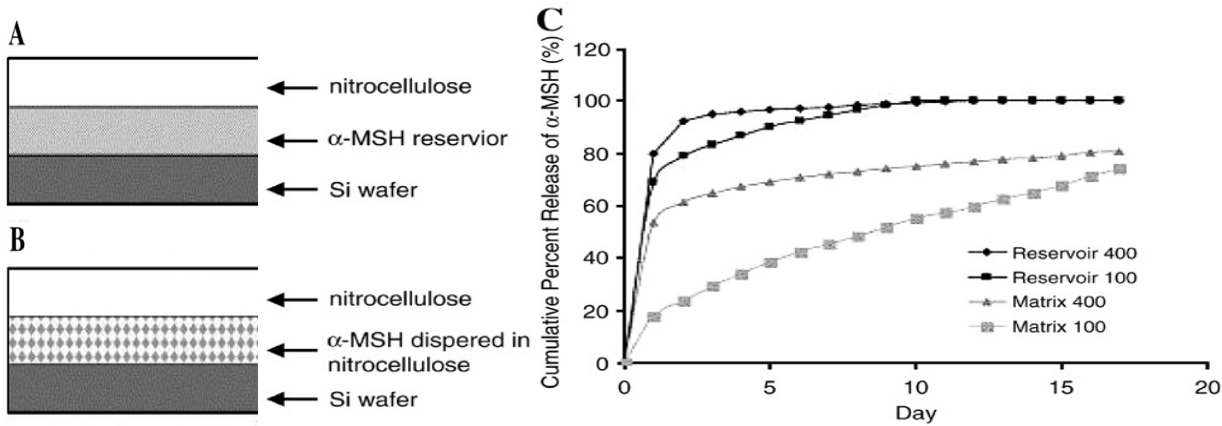 A
nitrocellulose
α-MSH reservior
Si wafer
B
nitrocellulose
α-MSH dispered in
nitrocellulose
Si wafer
C
Cumulative Percent Release of α-MSH (%)
120
100
80
60
40
20
0
0
5
10
15
20
Day
Reservoir 400
Reservoir 100
Matrix 400
Matrix 100